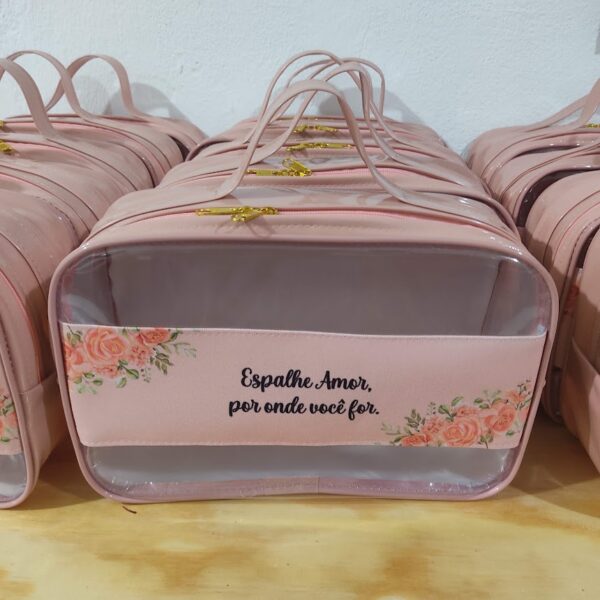 Espalhe Amor,
por onde você for.